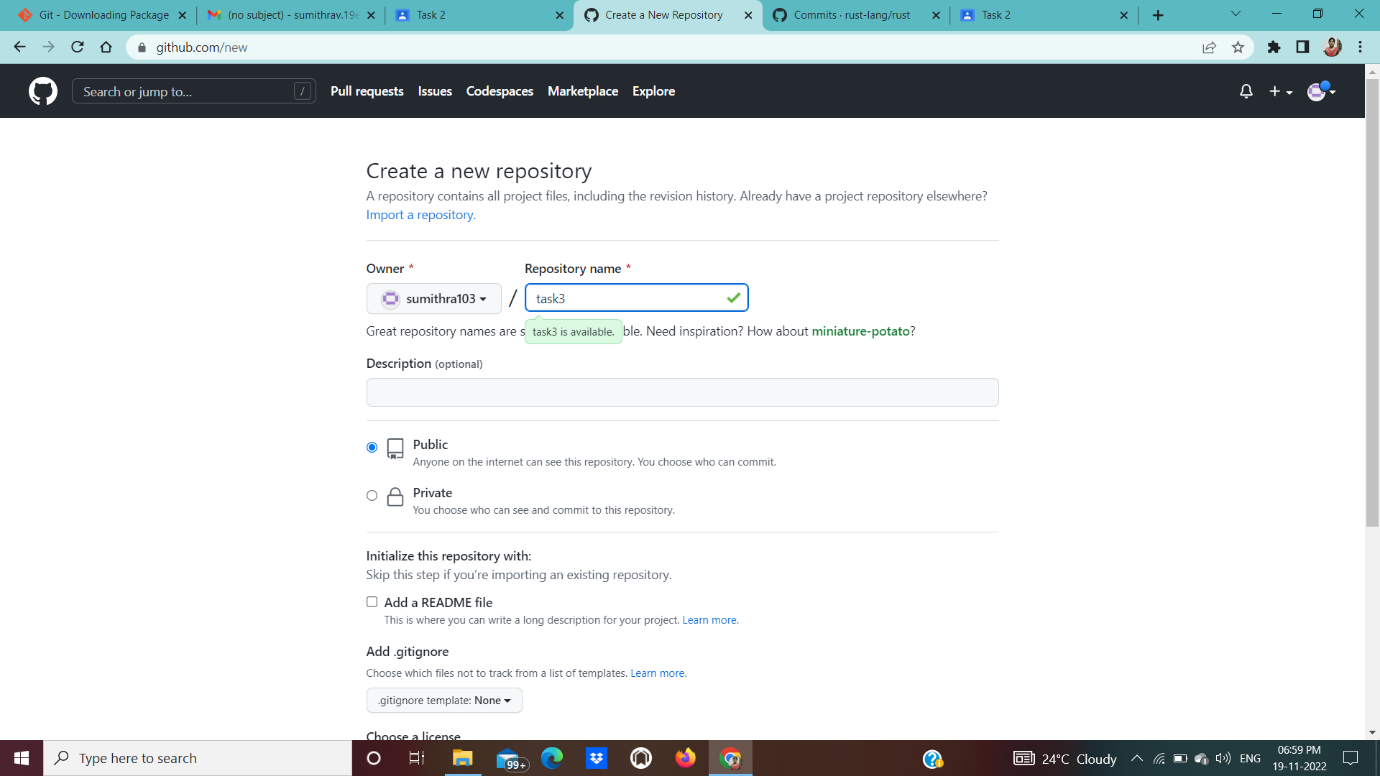 Git - Downloading Package
(no subject) - sumithrav.19
Task 2
Create a New Repository
Commits · rust-lang/rust
Task 2
github.com/new
Search or jump to...
/
Pull requests
Issues
Codespaces
Marketplace
Explore
Create a new repository
A repository contains all project files, including the revision history. Already have a project repository elsewhere?
Import a repository.
Owner *
Repository name *
sumithra103
/
task3
Great repository names are s
task3 is available.
ble. Need inspiration? How about miniature-potato?
Description (optional)
Public
Anyone on the internet can see this repository. You choose who can commit.
Private
You choose who can see and commit to this repository.
Initialize this repository with:
Skip this step if you're importing an existing repository.
Add a README file
This is where you can write a long description for your project. Learn more.
Add .gitignore
Choose which files not to track from a list of templates. Learn more.
.gitignore template: None
Choose a license
Type here to search
99+
24°C Cloudy
ENG
06:59 PM
19-11-2022